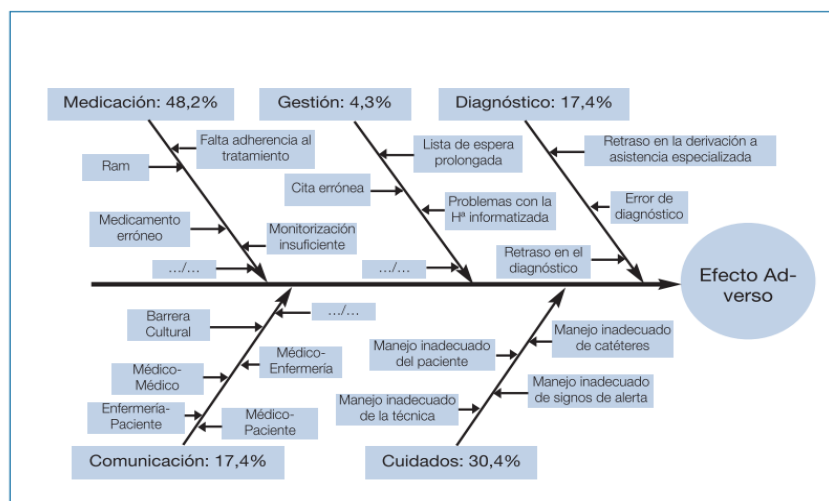 Medicación: 48,2%
Gestión: 4,3%
Diagnóstico: 17,4%
Falta adherencia al
tratamiento
Ram
Medicamento
erróneo
Monitorización
insuficiente
.../...
Lista de espera
prolongada
Cita errónea
Problemas con la
Hª informatizada
.../...
Retraso en la derivación a
asistencia especializada
Error de
diagnóstico
Retraso en el
diagnóstico
Efecto Ad-
verso
Barrera
Cultural
.../...
Médico-
Enfermería
Médico-
Médico
Enfermería-
Paciente
Médico-
Paciente
Manejo inadecuado
del paciente
Manejo inadecuado
de catéteres
Manejo inadecuado
de la técnica
Manejo inadecuado
de signos de alerta
Comunicación: 17,4%
Cuidados: 30,4%